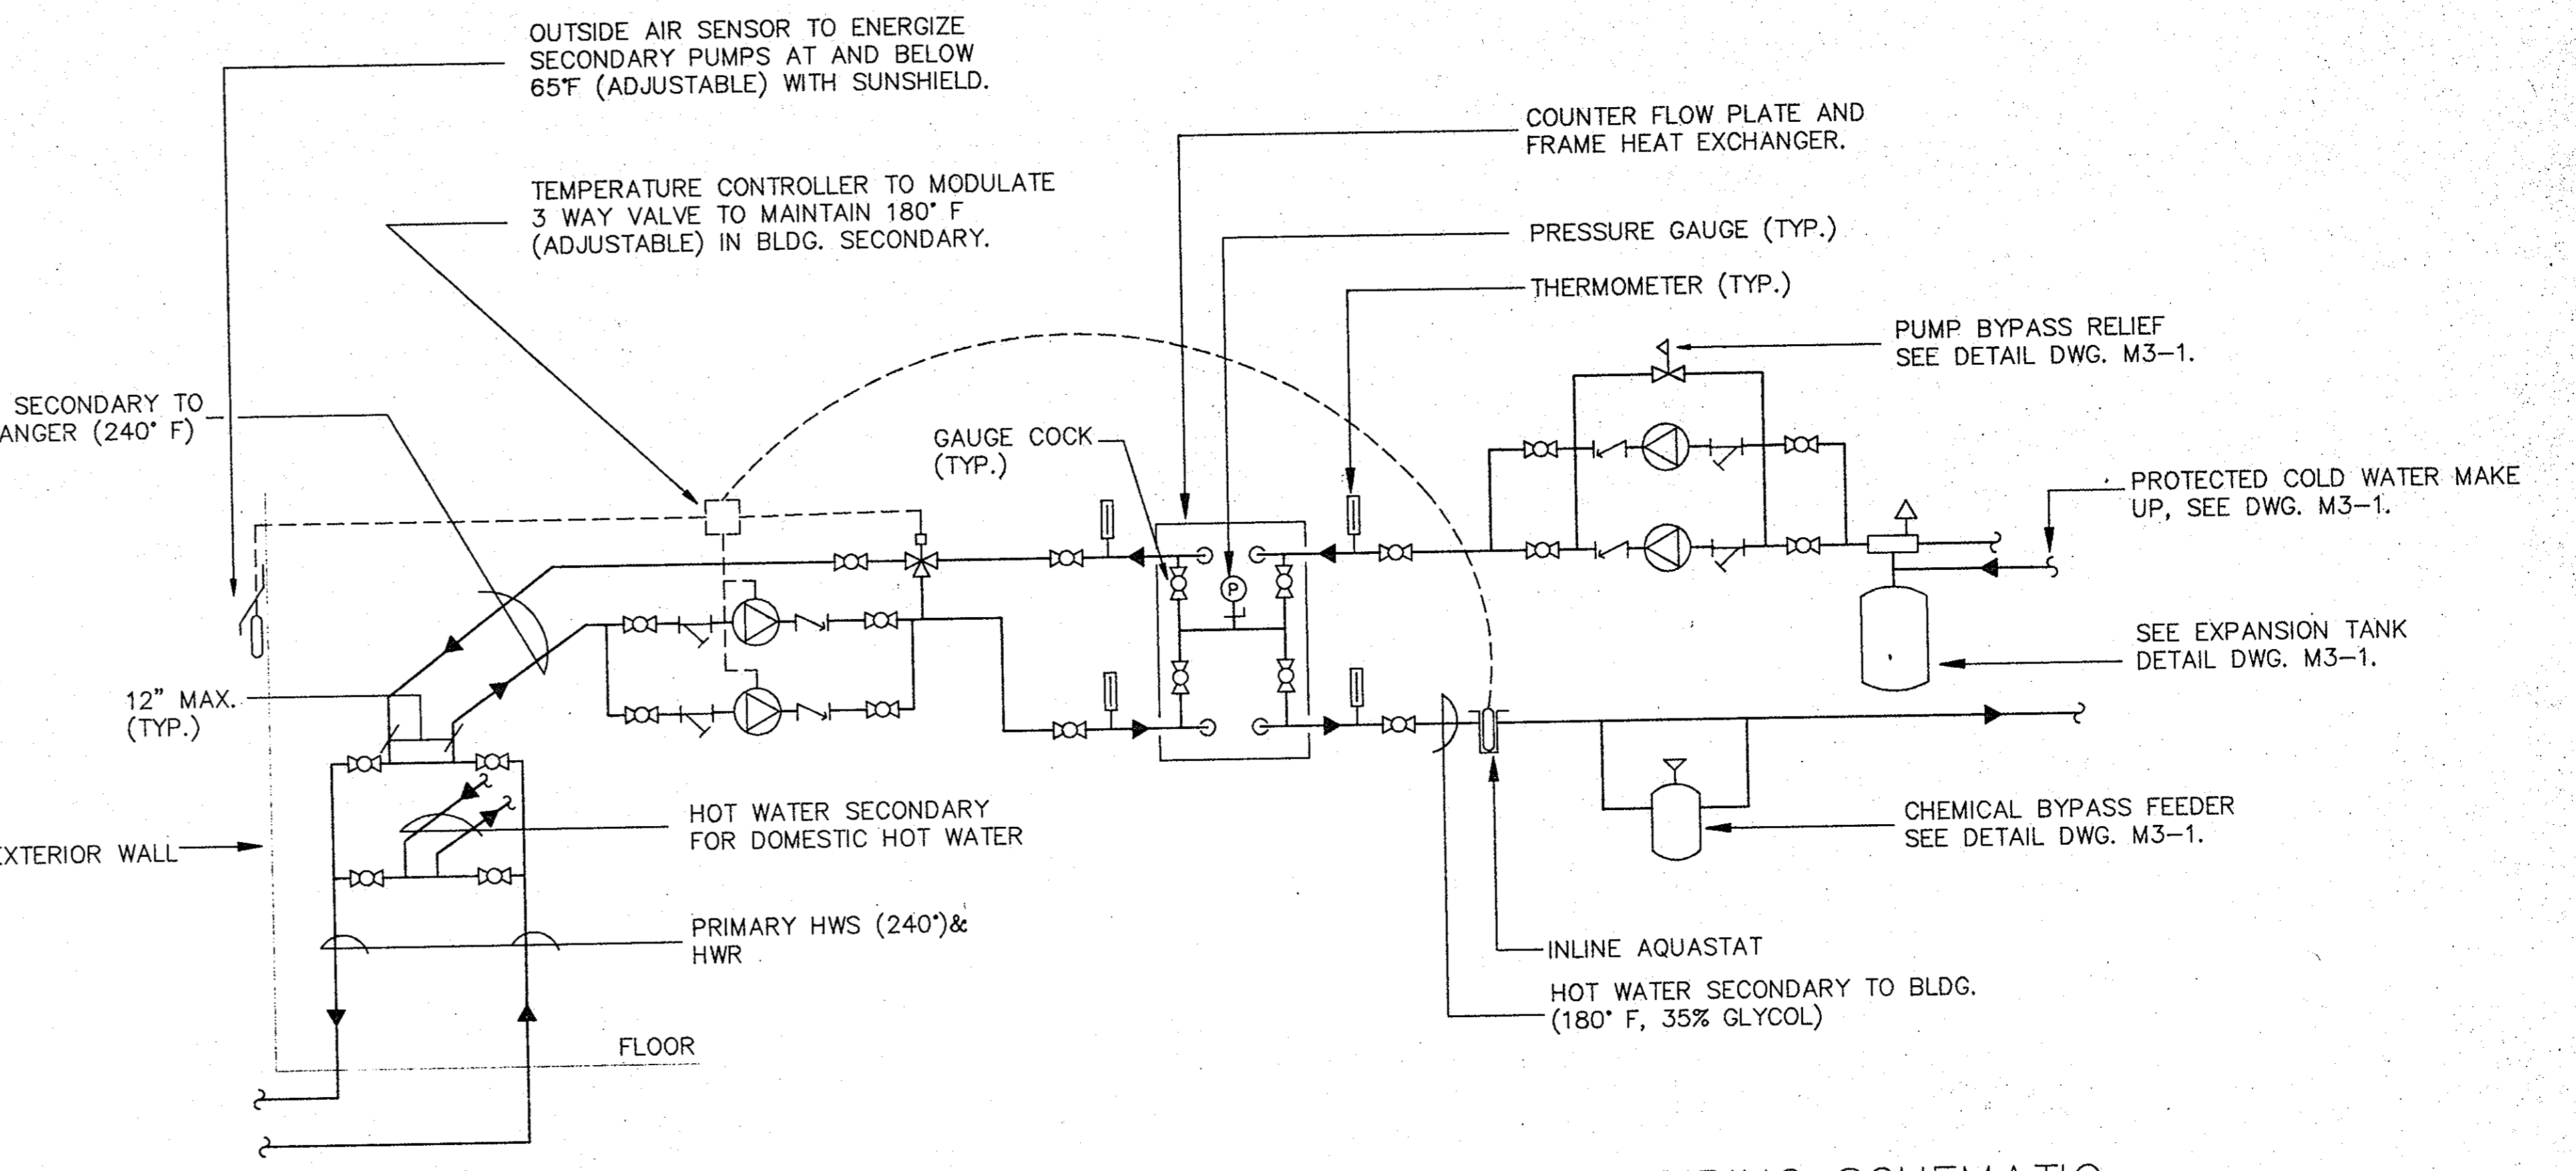 OUTSIDE AIR SENSOR TO ENERGIZE
SECONDARY PUMPS AT AND BELOW
65°F (ADJUSTABLE) WITH SUNSHIELD.
COUNTER FLOW PLATE AND
FRAME HEAT EXCHANGER.
TEMPERATURE CONTROLLER TO MODULATE
3 WAY VALVE TO MAINTAIN 180° F
(ADJUSTABLE) IN BLDG. SECONDARY.
PRESSURE GAUGE (TYP.)
THERMOMETER (TYP.)
PUMP BYPASS RELIEF
SEE DETAIL DWG. M3-1.
SECONDARY TO
ANGER (240° F)
GAUGE COCK
(TYP.)
PROTECTED COLD WATER MAKE
UP, SEE DWG. M3-1.
P
SEE EXPANSION TANK
DETAIL DWG. M3-1.
12" MAX.
(TYP.)
HOT WATER SECONDARY
FOR DOMESTIC HOT WATER
CHEMICAL BYPASS FEEDER
SEE DETAIL DWG. M3-1.
EXTERIOR WALL
PRIMARY HWS (240°)&
HWR
INLINE AQUASTAT
HOT WATER SECONDARY TO BLDG.
(180° F, 35% GLYCOL)
FLOOR
SCHEMATIC